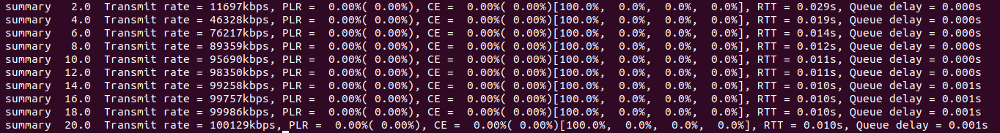 summary   2.0  Transmit rate = 11697kbps, PLR =  0.00%( 0.00%), CE =  0.00%( 0.00%)[100.0%,  0.0%,  0.0%,  0.0%], RTT = 0.029s, Queue delay = 0.000s
summary   4.0  Transmit rate = 46328kbps, PLR =  0.00%( 0.00%), CE =  0.00%( 0.00%)[100.0%,  0.0%,  0.0%,  0.0%], RTT = 0.019s, Queue delay = 0.000s
summary   6.0  Transmit rate = 76217kbps, PLR =  0.00%( 0.00%), CE =  0.00%( 0.00%)[100.0%,  0.0%,  0.0%,  0.0%], RTT = 0.014s, Queue delay = 0.000s
summary   8.0  Transmit rate = 89359kbps, PLR =  0.00%( 0.00%), CE =  0.00%( 0.00%)[100.0%,  0.0%,  0.0%,  0.0%], RTT = 0.012s, Queue delay = 0.000s
summary  10.0  Transmit rate = 95690kbps, PLR =  0.00%( 0.00%), CE =  0.00%( 0.00%)[100.0%,  0.0%,  0.0%,  0.0%], RTT = 0.011s, Queue delay = 0.000s
summary  12.0  Transmit rate = 98350kbps, PLR =  0.00%( 0.00%), CE =  0.00%( 0.00%)[100.0%,  0.0%,  0.0%,  0.0%], RTT = 0.011s, Queue delay = 0.000s
summary  14.0  Transmit rate = 99258kbps, PLR =  0.00%( 0.00%), CE =  0.00%( 0.00%)[100.0%,  0.0%,  0.0%,  0.0%], RTT = 0.010s, Queue delay = 0.001s
summary  16.0  Transmit rate = 99757kbps, PLR =  0.00%( 0.00%), CE =  0.00%( 0.00%)[100.0%,  0.0%,  0.0%,  0.0%], RTT = 0.010s, Queue delay = 0.001s
summary  18.0  Transmit rate = 99986kbps, PLR =  0.00%( 0.00%), CE =  0.00%( 0.00%)[100.0%,  0.0%,  0.0%,  0.0%], RTT = 0.010s, Queue delay = 0.001s
summary  20.0  Transmit rate = 100129kbps, PLR =  0.00%( 0.00%), CE =  0.00%( 0.00%)[100.0%,  0.0%,  0.0%,  0.0%], RTT = 0.010s, Queue delay = 0.001s